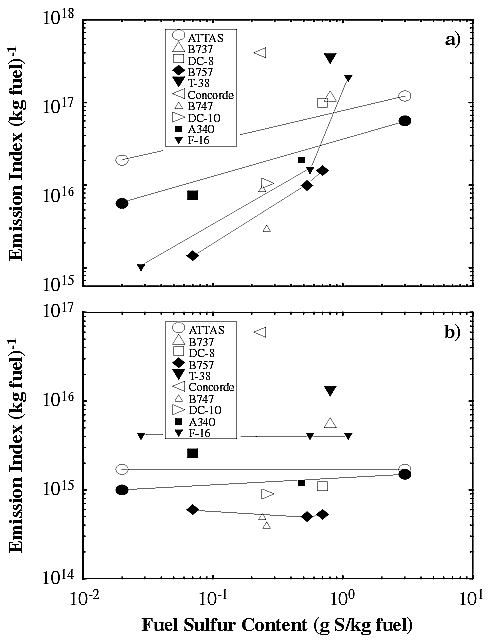 10^18
10^17
10^16
10^15
Emission Index (kg fuel)^-1
a)
ATTAS
B737
DC-8
B757
T-38
Concorde
B747
DC-10
A340
F-16
10^17
10^16
10^15
10^14
Emission Index (kg fuel)^-1
b)
ATTAS
B737
DC-8
B757
T-38
Concorde
B747
DC-10
A340
F-16
10^-2 10^-1 10^0 10^1
Fuel Sulfur Content (g S/kg fuel)